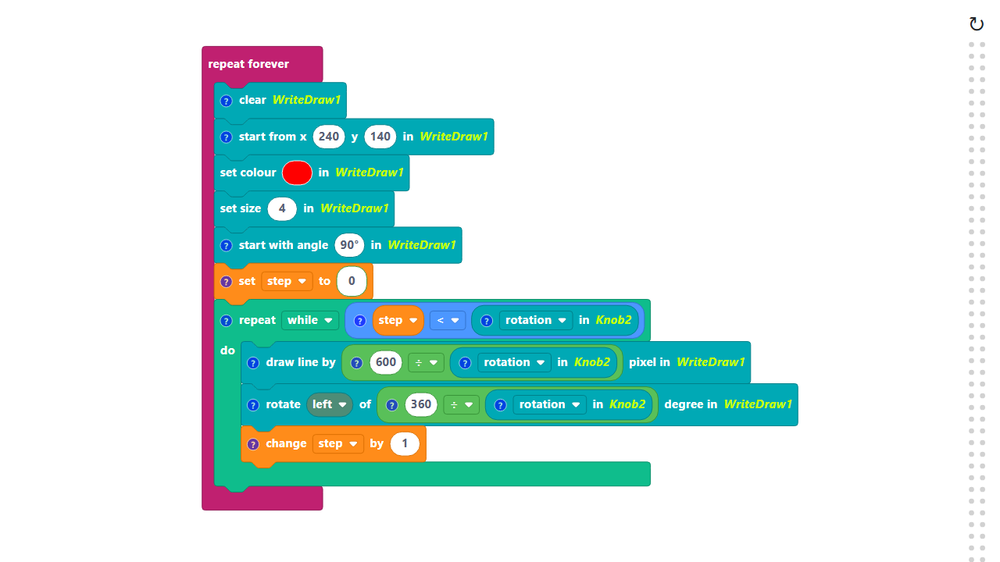 repeat forever
? clear WriteDraw1
? start from x 240 y 140 in WriteDraw1
set colour in WriteDraw1
set size 4 in WriteDraw1
? start with angle 90° in WriteDraw1
? set step to 0
? repeat while ? step < ? rotation in Knob2
do
? draw line by ? 600 ÷ ? rotation in Knob2 pixel in WriteDraw1
? rotate left of ? 360 ÷ ? rotation in Knob2 degree in WriteDraw1
? change step by 1